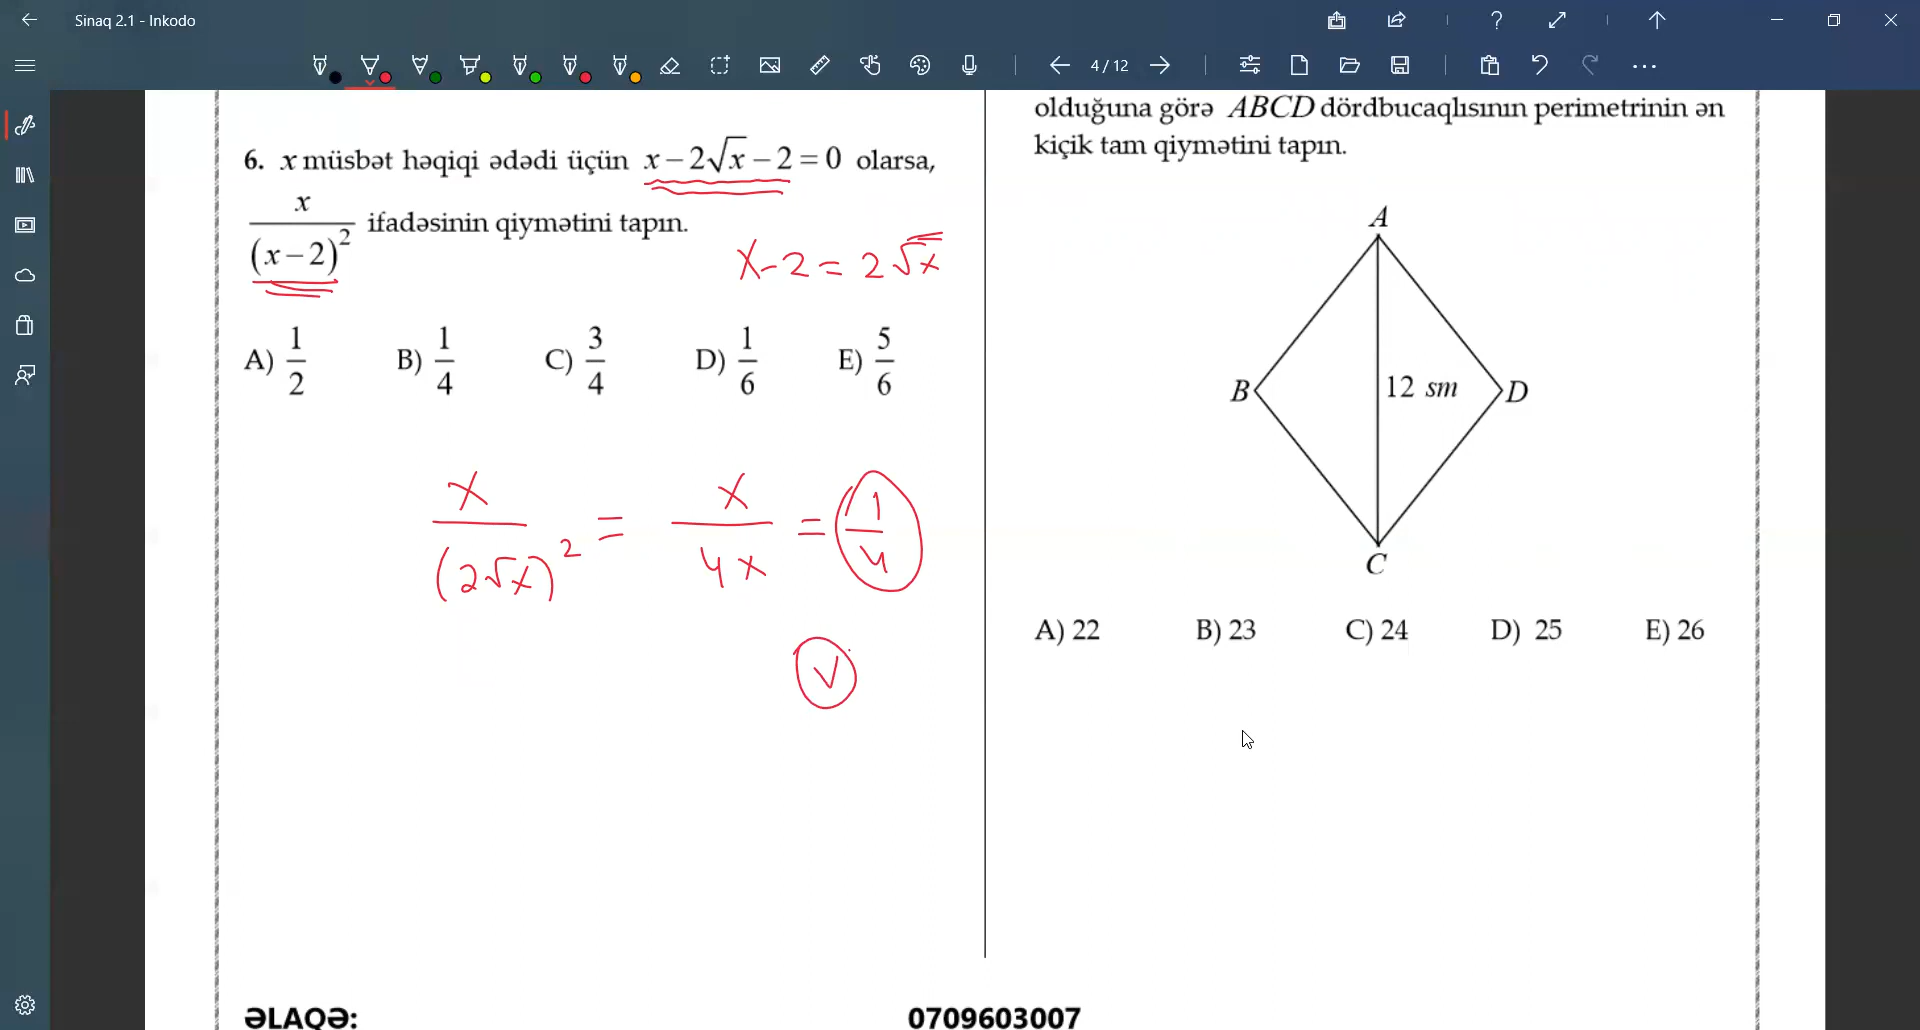 Sinaq 2.1 - Inkodo
4 / 12
6. x müsbət həqiqi ədədi üçün x − 2√x − 2 = 0 olarsa,
x/(x−2)² ifadəsinin qiymətini tapın.
x-2 = 2√x
A) 1/2 B) 1/4 C) 3/4 D) 1/6 E) 5/6
x/(2√x)² = x/4x = 1/4
olduğuna görə ABCD dördbucaqlısının perimetrinin ən
kiçik tam qiymətini tapın.
A
B
12 sm
D
C
A) 22 B) 23 C) 24 D) 25 E) 26
ƏLAQƏ: 0709603007